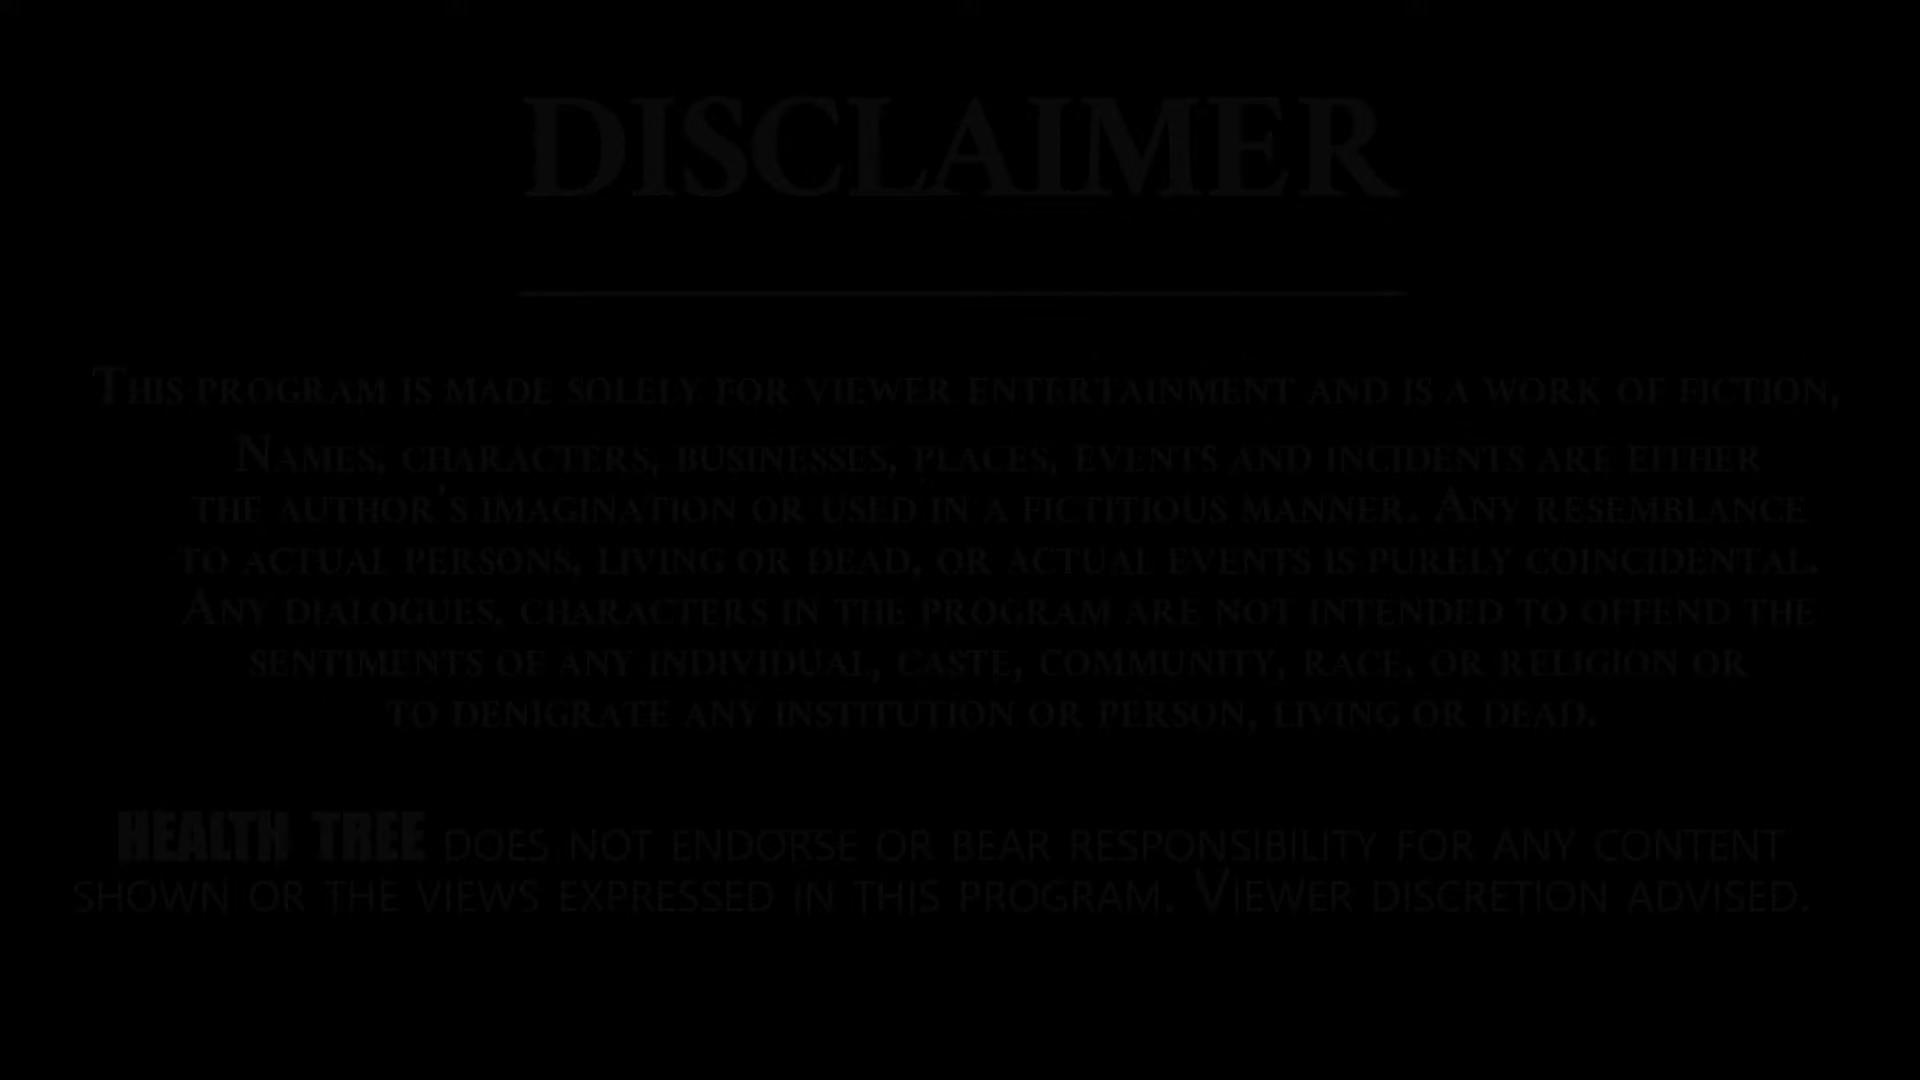 DISCLAIMER
THIS PROGRAM IS MADE SOLELY FOR VIEWER ENTERTAINMENT AND IS A WORK OF FICTION,
NAMES, CHARACTERS, BUSINESSES, PLACES, EVENTS AND INCIDENTS ARE EITHER
THE AUTHOR'S IMAGINATION OR USED IN A FICTITIOUS MANNER. ANY RESEMBLANCE
TO ACTUAL PERSONS, LIVING OR DEAD, OR ACTUAL EVENTS IS PURELY COINCIDENTAL.
ANY DIALOGUES, CHARACTERS IN THE PROGRAM ARE NOT INTENDED TO OFFEND THE
SENTIMENTS OF ANY INDIVIDUAL, CASTE, COMMUNITY, RACE, OR RELIGION OR
TO DENIGRATE ANY INSTITUTION OR PERSON, LIVING OR DEAD.
HEALTH TREE DOES NOT ENDORSE OR BEAR RESPONSIBILITY FOR ANY CONTENT
SHOWN OR THE VIEWS EXPRESSED IN THIS PROGRAM. VIEWER DISCRETION ADVISED.